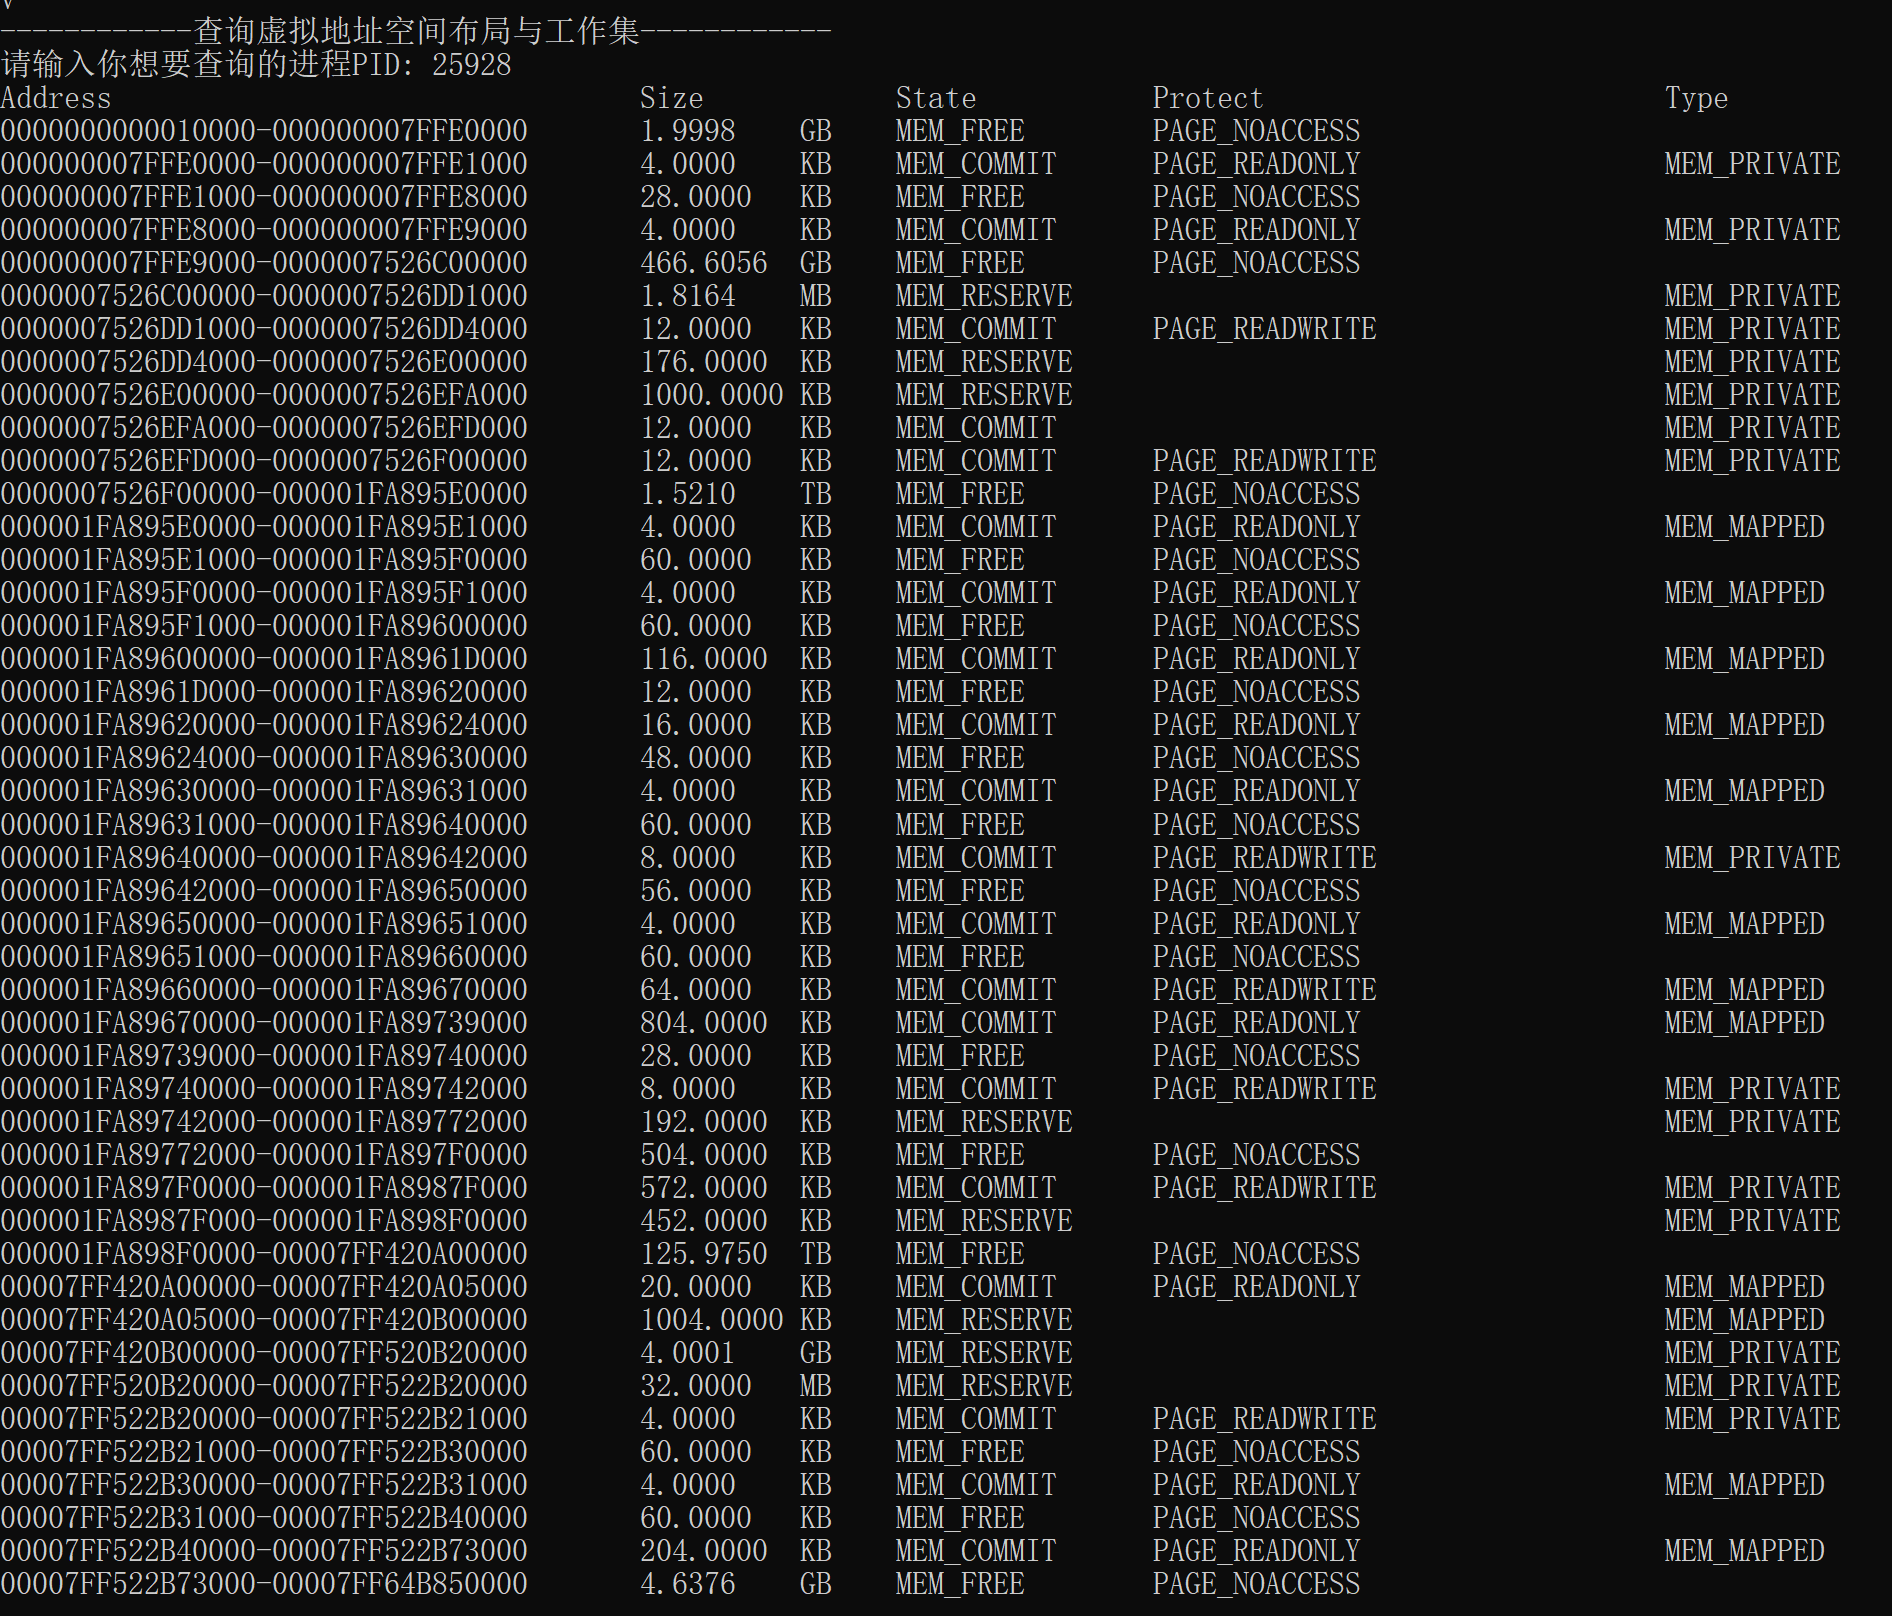 V
------------查询虚拟地址空间布局与工作集------------
请输入你想要查询的进程PID: 25928
Address Size State Protect Type
0000000000010000-000000007FFE0000 1.9998 GB MEM_FREE PAGE_NOACCESS
000000007FFE0000-000000007FFE1000 4.0000 KB MEM_COMMIT PAGE_READONLY MEM_PRIVATE
000000007FFE1000-000000007FFE8000 28.0000 KB MEM_FREE PAGE_NOACCESS
000000007FFE8000-000000007FFE9000 4.0000 KB MEM_COMMIT PAGE_READONLY MEM_PRIVATE
000000007FFE9000-0000007526C00000 466.6056 GB MEM_FREE PAGE_NOACCESS
0000007526C00000-0000007526DD1000 1.8164 MB MEM_RESERVE MEM_PRIVATE
0000007526DD1000-0000007526DD4000 12.0000 KB MEM_COMMIT PAGE_READWRITE MEM_PRIVATE
0000007526DD4000-0000007526E00000 176.0000 KB MEM_RESERVE MEM_PRIVATE
0000007526E00000-0000007526EFA000 1000.0000 KB MEM_RESERVE MEM_PRIVATE
0000007526EFA000-0000007526EFD000 12.0000 KB MEM_COMMIT MEM_PRIVATE
0000007526EFD000-0000007526F00000 12.0000 KB MEM_COMMIT PAGE_READWRITE MEM_PRIVATE
0000007526F00000-000001FA895E0000 1.5210 TB MEM_FREE PAGE_NOACCESS
000001FA895E0000-000001FA895E1000 4.0000 KB MEM_COMMIT PAGE_READONLY MEM_MAPPED
000001FA895E1000-000001FA895F0000 60.0000 KB MEM_FREE PAGE_NOACCESS
000001FA895F0000-000001FA895F1000 4.0000 KB MEM_COMMIT PAGE_READONLY MEM_MAPPED
000001FA895F1000-000001FA89600000 60.0000 KB MEM_FREE PAGE_NOACCESS
000001FA89600000-000001FA8961D000 116.0000 KB MEM_COMMIT PAGE_READONLY MEM_MAPPED
000001FA8961D000-000001FA89620000 12.0000 KB MEM_FREE PAGE_NOACCESS
000001FA89620000-000001FA89624000 16.0000 KB MEM_COMMIT PAGE_READONLY MEM_MAPPED
000001FA89624000-000001FA89630000 48.0000 KB MEM_FREE PAGE_NOACCESS
000001FA89630000-000001FA89631000 4.0000 KB MEM_COMMIT PAGE_READONLY MEM_MAPPED
000001FA89631000-000001FA89640000 60.0000 KB MEM_FREE PAGE_NOACCESS
000001FA89640000-000001FA89642000 8.0000 KB MEM_COMMIT PAGE_READWRITE MEM_PRIVATE
000001FA89642000-000001FA89650000 56.0000 KB MEM_FREE PAGE_NOACCESS
000001FA89650000-000001FA89651000 4.0000 KB MEM_COMMIT PAGE_READONLY MEM_MAPPED
000001FA89651000-000001FA89660000 60.0000 KB MEM_FREE PAGE_NOACCESS
000001FA89660000-000001FA89670000 64.0000 KB MEM_COMMIT PAGE_READWRITE MEM_MAPPED
000001FA89670000-000001FA89739000 804.0000 KB MEM_COMMIT PAGE_READONLY MEM_MAPPED
000001FA89739000-000001FA89740000 28.0000 KB MEM_FREE PAGE_NOACCESS
000001FA89740000-000001FA89742000 8.0000 KB MEM_COMMIT PAGE_READWRITE MEM_PRIVATE
000001FA89742000-000001FA89772000 192.0000 KB MEM_RESERVE MEM_PRIVATE
000001FA89772000-000001FA897F0000 504.0000 KB MEM_FREE PAGE_NOACCESS
000001FA897F0000-000001FA8987F000 572.0000 KB MEM_COMMIT PAGE_READWRITE MEM_PRIVATE
000001FA8987F000-000001FA898F0000 452.0000 KB MEM_RESERVE MEM_PRIVATE
000001FA898F0000-00007FF420A00000 125.9750 TB MEM_FREE PAGE_NOACCESS
00007FF420A00000-00007FF420A05000 20.0000 KB MEM_COMMIT PAGE_READONLY MEM_MAPPED
00007FF420A05000-00007FF420B00000 1004.0000 KB MEM_RESERVE MEM_MAPPED
00007FF420B00000-00007FF520B20000 4.0001 GB MEM_RESERVE MEM_PRIVATE
00007FF520B20000-00007FF522B20000 32.0000 MB MEM_RESERVE MEM_PRIVATE
00007FF522B20000-00007FF522B21000 4.0000 KB MEM_COMMIT PAGE_READWRITE MEM_PRIVATE
00007FF522B21000-00007FF522B30000 60.0000 KB MEM_FREE PAGE_NOACCESS
00007FF522B30000-00007FF522B31000 4.0000 KB MEM_COMMIT PAGE_READONLY MEM_MAPPED
00007FF522B31000-00007FF522B40000 60.0000 KB MEM_FREE PAGE_NOACCESS
00007FF522B40000-00007FF522B73000 204.0000 KB MEM_COMMIT PAGE_READONLY MEM_MAPPED
00007FF522B73000-00007FF64B850000 4.6376 GB MEM_FREE PAGE_NOACCESS